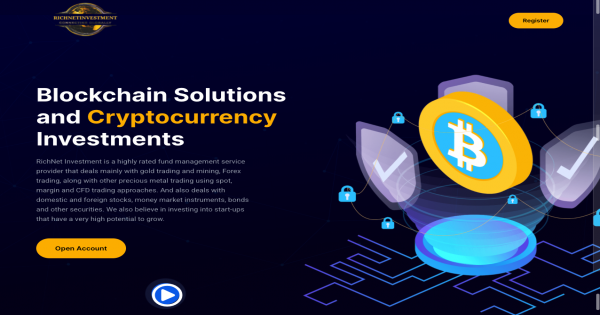 RICHNETINVESTMENT
Register
Blockchain Solutions
and Cryptocurrency
Investments
RichNet Investment is a highly rated fund management service
provider that deals mainly with gold trading and mining, Forex
trading, along with other precious metal trading using spot,
margin and CFD trading approaches. And also deals with
domestic and foreign stocks, money market instruments, bonds
and other securities. We also believe in investing into start-ups
that have a very high potential to grow.
Open Account